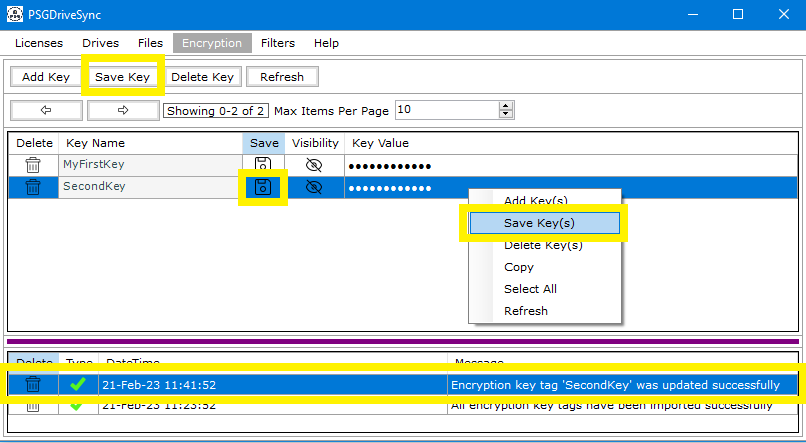 PSGDriveSync
Licenses Drives Files Encryption Filters Help
Add Key Save Key Delete Key Refresh
Showing 0-2 of 2 Max Items Per Page 10
Delete Key Name Save Visibility Key Value
MyFirstKey ●●●●●●●●●●●●
SecondKey ●●●●●●●●●●●●
Add Key(s)
Save Key(s)
Delete Key(s)
Copy
Select All
Refresh
Delete Type DateTime Message
21-Feb-23 11:41:52 Encryption key tag 'SecondKey' was updated successfully
21-Feb-23 11:23:52 All encryption key tags have been imported successfully